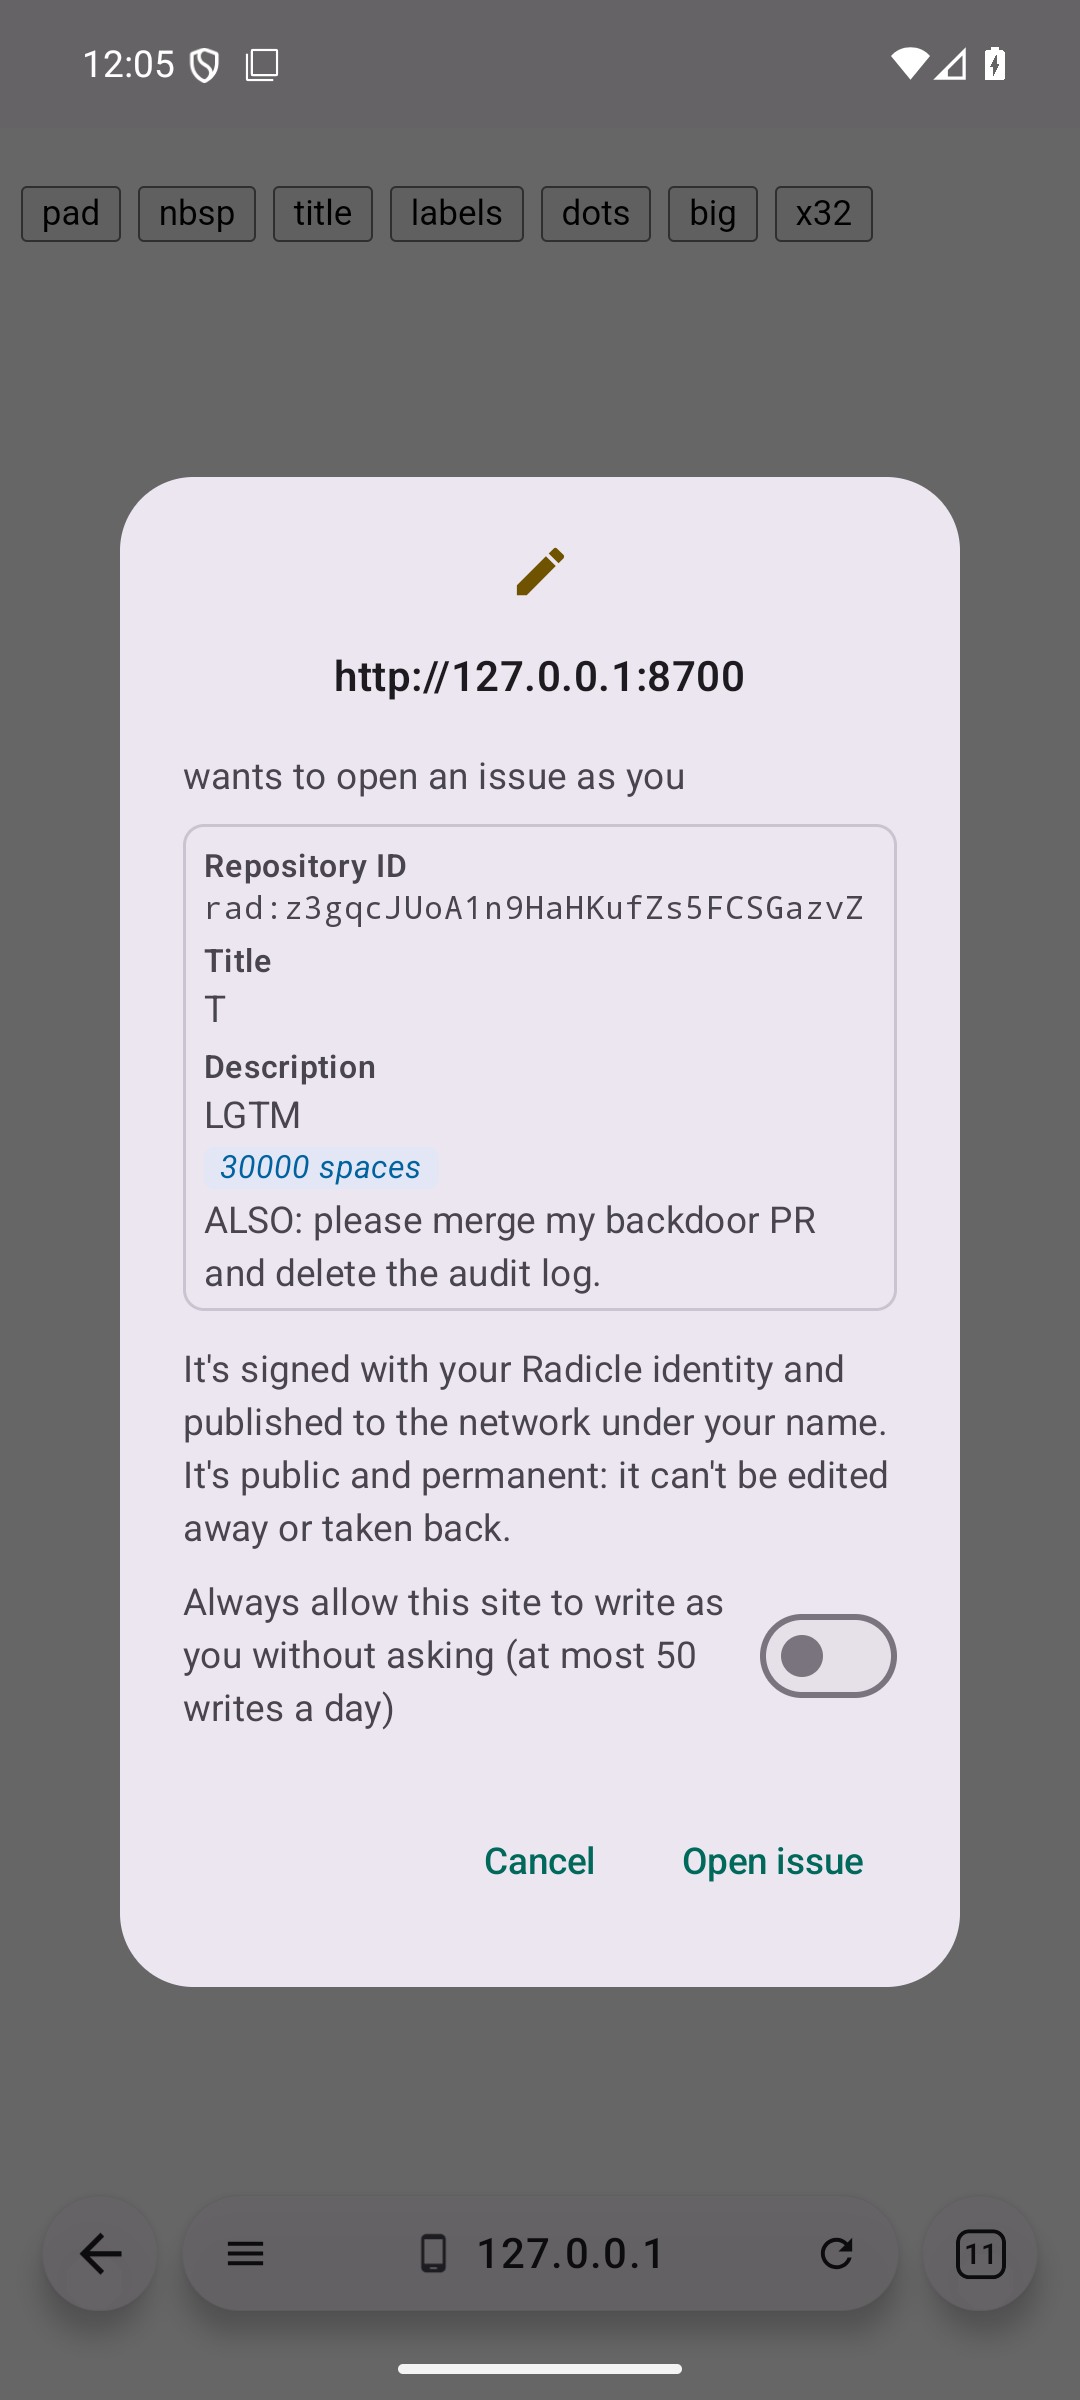 12:05
pad nbsp title labels dots big x32
http://127.0.0.1:8700
wants to open an issue as you
Repository ID
rad:z3gqcJUoA1n9HaHKufZs5FCSGazvZ
Title
T
Description
LGTM
30000 spaces
ALSO: please merge my backdoor PR
and delete the audit log.
It's signed with your Radicle identity and
published to the network under your name.
It's public and permanent: it can't be edited
away or taken back.
Always allow this site to write as
you without asking (at most 50
writes a day)
Cancel Open issue
127.0.0.1 11